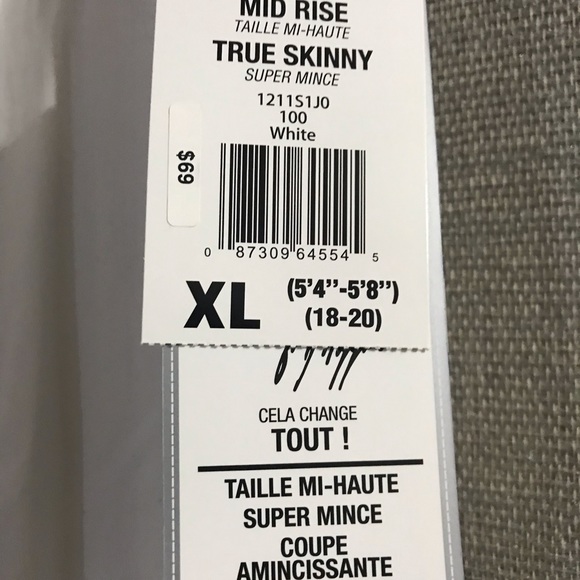 MID RISE
TAILLE MI-HAUTE
TRUE SKINNY
SUPER MINCE
1211S1J0
100
White
69$
0 87309 64554 5
XL (5'4''-5'8'')
(18-20)
CELA CHANGE
TOUT !
TAILLE MI-HAUTE
SUPER MINCE
COUPE
AMINCISSANTE